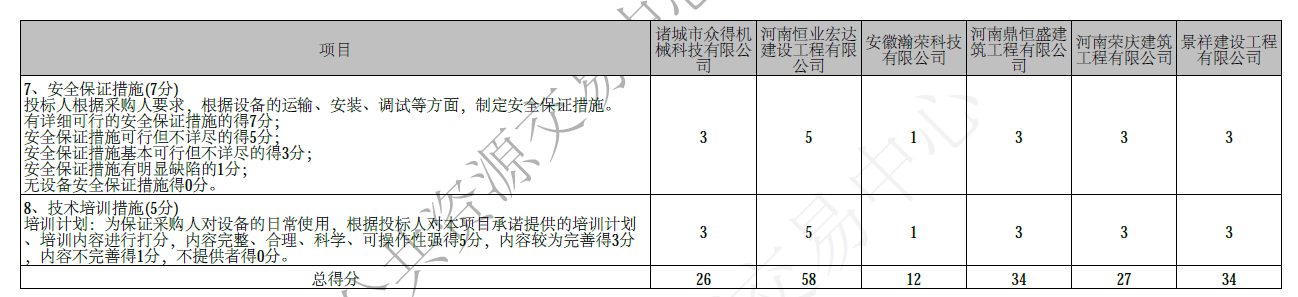 项目
诸城市众得机
械科技有限公
司
河南恒业宏达
建设工程有限
公司
安徽瀚荣科技
有限公司
河南鼎恒盛建
筑工程有限公
司
河南荣庆建筑
工程有限公司
景祥建设工程
有限公司
7、安全保证措施(7分)
投标人根据采购人要求，根据设备的运输、安装、调试等方面，制定安全保证措施。
有详细可行的安全保证措施的得7分；
安全保证措施可行但不详尽的得5分；
安全保证措施基本可行但不详尽的得3分；
安全保证措施有明显缺陷的1分；
无设备安全保证措施得0分。
3 5 1 3 3 3
8、技术培训措施(5分)
培训计划：为保证采购人对设备的日常使用，根据投标人对本项目承诺提供的培训计划
、培训内容进行打分，内容完整、合理、科学、可操作性强得5分，内容较为完善得3分
，内容不完善得1分，不提供者得0分。
3 5 1 3 3 3
总得分 26 58 12 34 27 34
共资源交易中心
交易中心